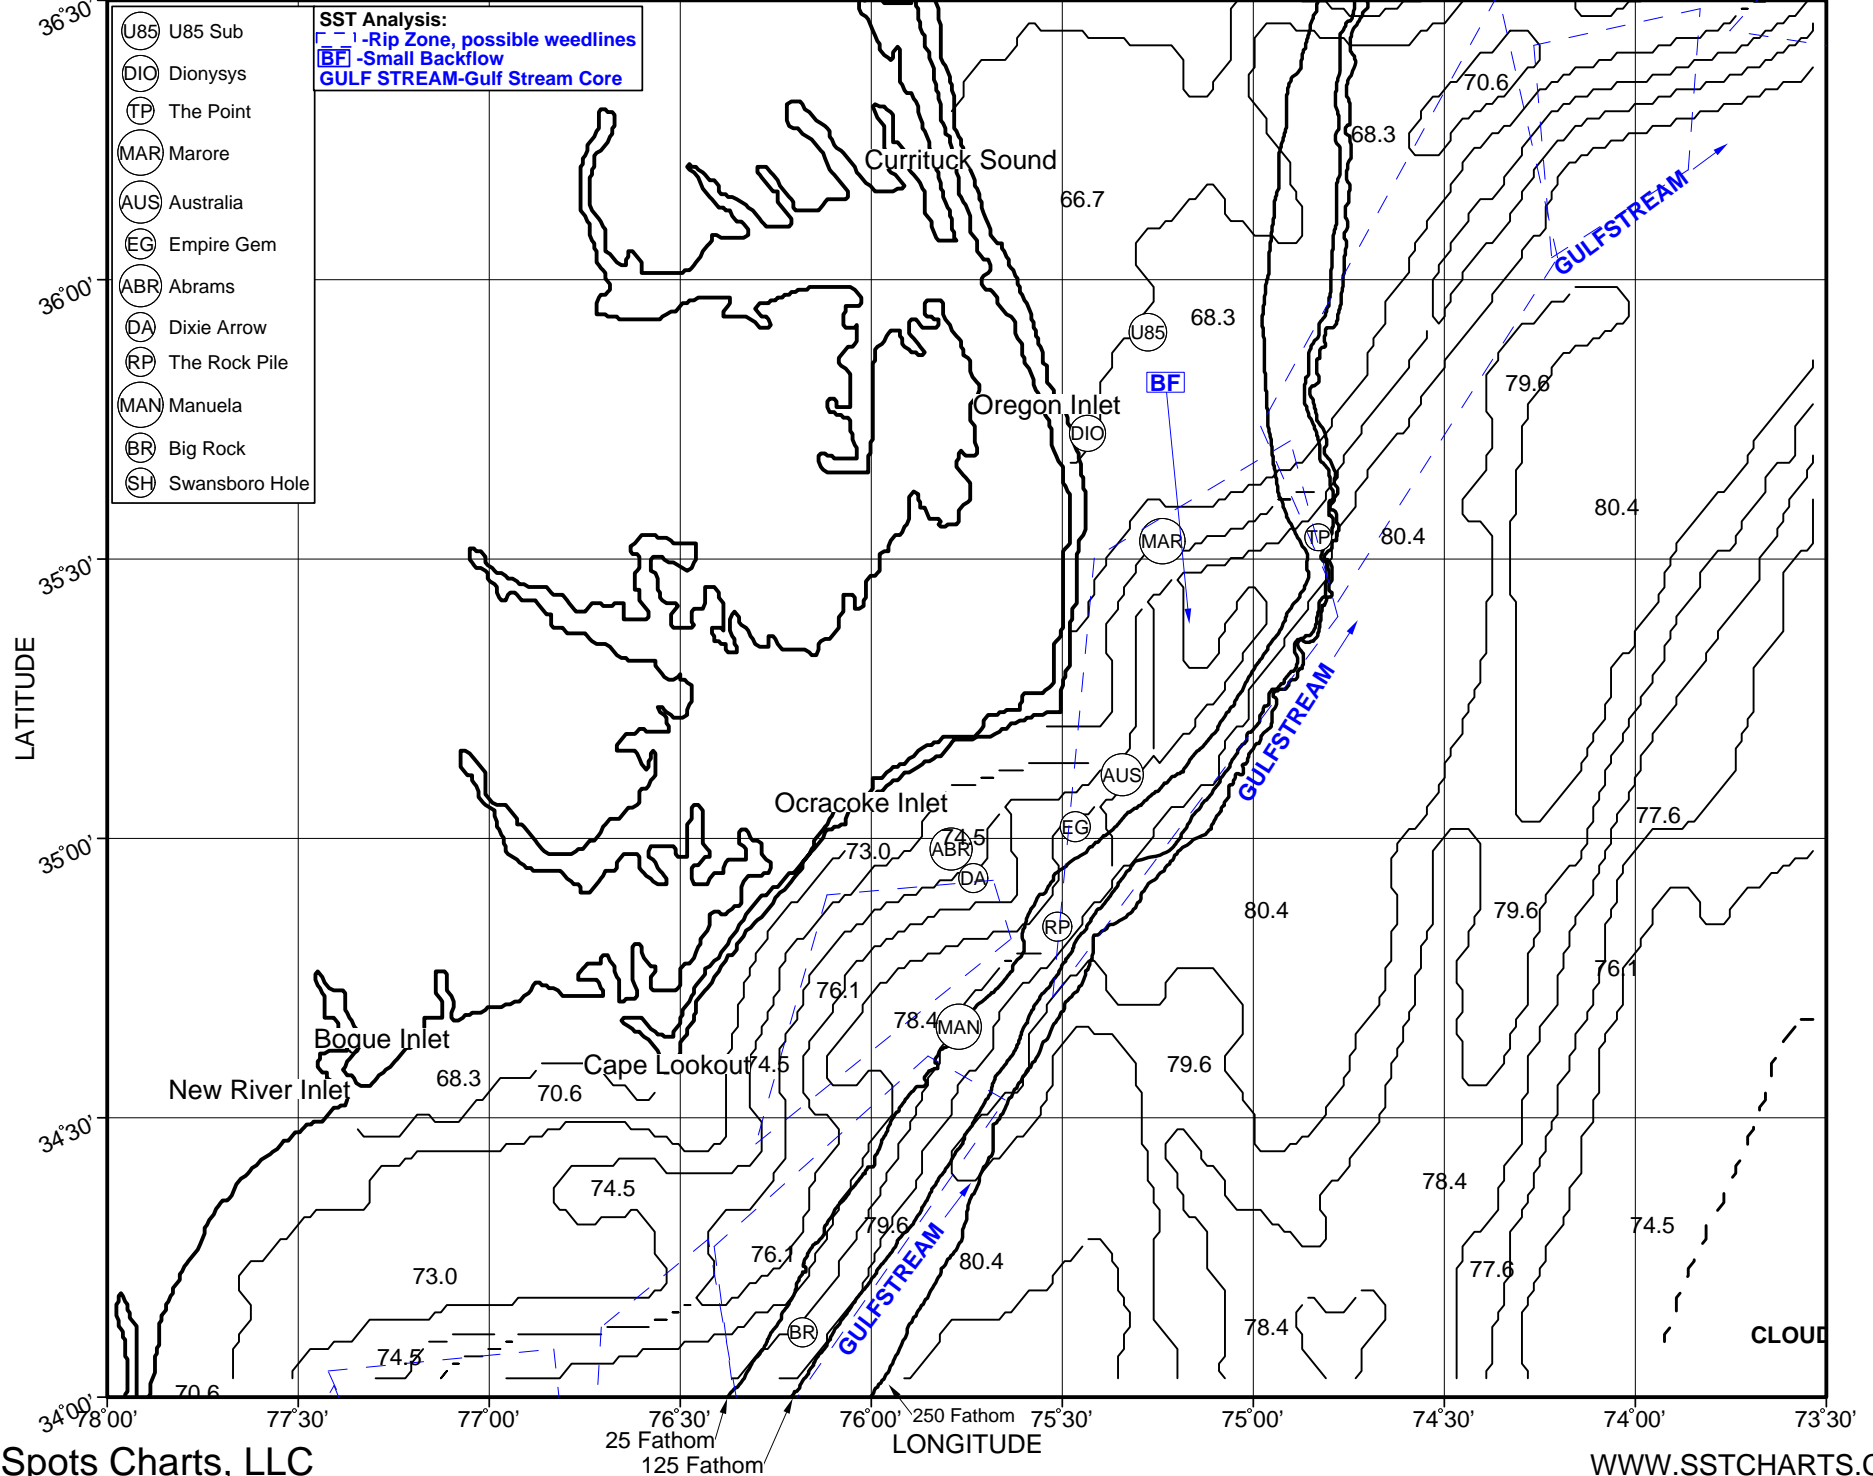 36°30'
U85 U85 Sub
DIO Dionysys
TP The Point
MAR Marore
AUS Australia
EG Empire Gem
ABR Abrams
DA Dixie Arrow
RP The Rock Pile
MAN Manuela
BR Big Rock
SH Swansboro Hole
SST Analysis:
-Rip Zone, possible weedlines
BF -Small Backflow
GULF STREAM-Gulf Stream Core
70.6
68.3
Currituck Sound
66.7
GULFSTREAM
36°00'
68.3
U85
BF
79.6
Oregon Inlet
DIO
80.4
MAR
TP
80.4
35°30'
LATITUDE
GULFSTREAM
AUS
Ocracoke Inlet
77.6
EG
74.5
35°00'
ABR
73.0
DA
80.4
79.6
RP
76.1
76.1
78.4
MAN
Bogue Inlet
Cape Lookout
74.5
79.6
68.3
New River Inlet
70.6
34°30'
74.5
78.4
79.6
74.5
76.1
80.4
GULFSTREAM
73.0
77.6
BR
78.4
CLOUD
74.5
70.6
34°00'
78°00'
77°30'
77°00'
76°30'
76°00'
75°30'
75°00'
74°30'
74°00'
73°30'
250 Fathom
25 Fathom
LONGITUDE
125 Fathom
Spots Charts, LLC
WWW.SSTCHARTS.C